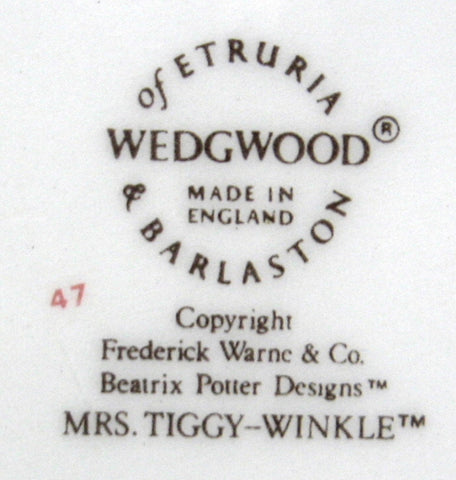 of ETRURIA
WEDGWOOD®
MADE IN
ENGLAND
& BARLASTON
47
Copyright
Frederick Warne & Co.
Beatrix Potter Designs™
MRS. TIGGY-WINKLE™